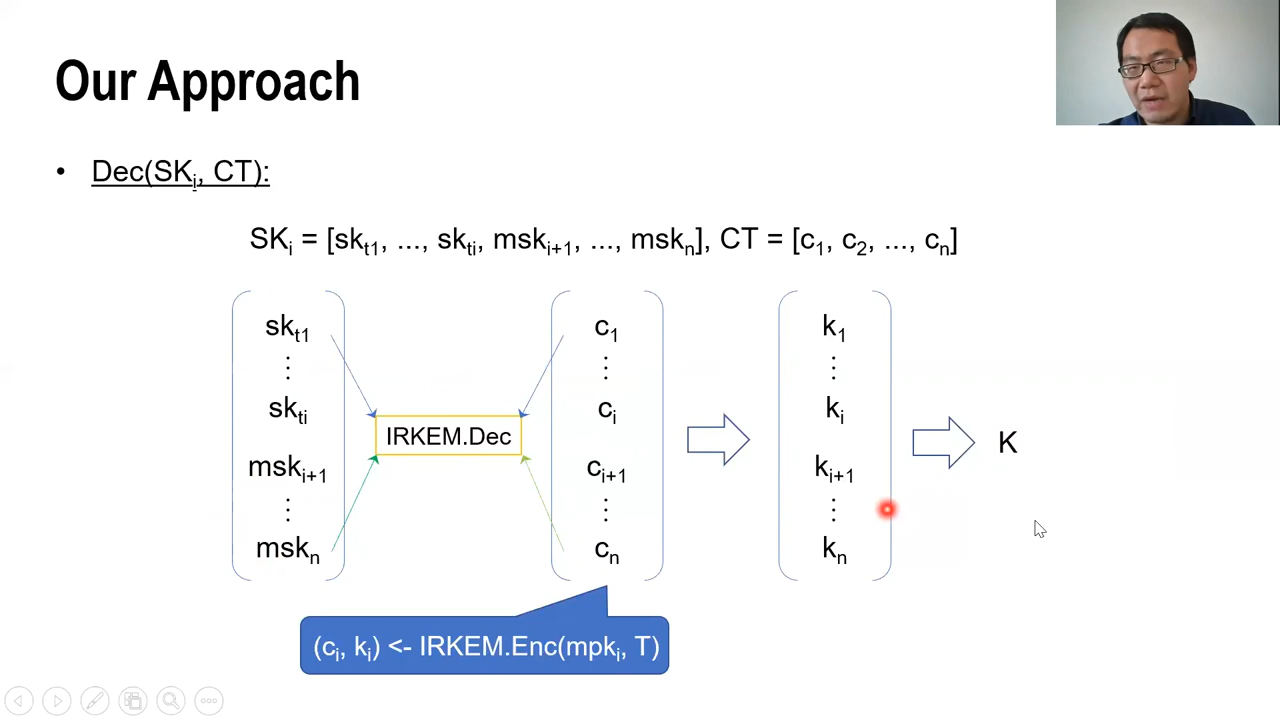 Our Approach
• Dec(SKi, CT):
SKi = [skt1, ..., skti, mski+1, ..., mskn], CT = [c1, c2, ..., cn]
skt1 c1 k1
⋮ ⋮ ⋮
skti ci ki
IRKEM.Dec K
mski+1 ci+1 ki+1
⋮ ⋮ ⋮
mskn cn kn
(ci, ki) <- IRKEM.Enc(mpki, T)